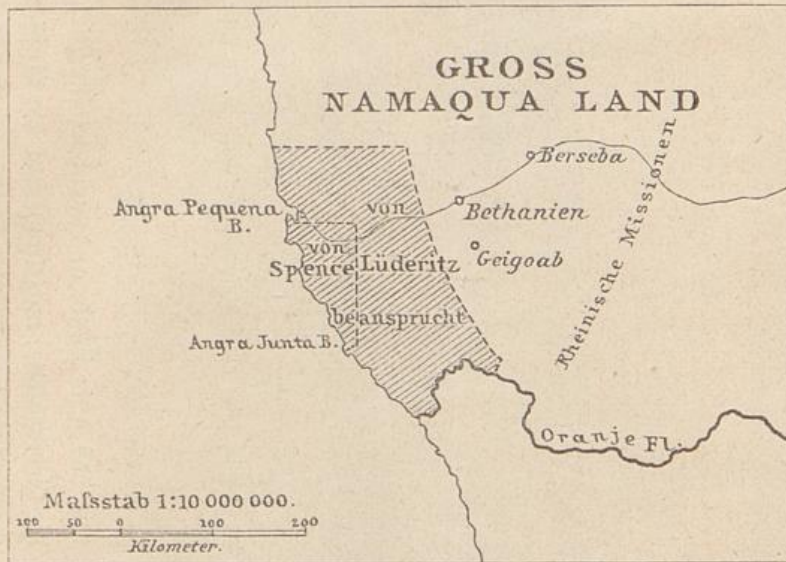 GROSS
NAMAQUA LAND
Berseba
Angra Pequena
B.
von
Bethanien
von
Spence
Lüderitz
Geigoab
beansprucht
Angra Junta B.
Rheinische Missionen
Oranje Fl.
Maſsstab 1:10 000 000.
100 50 0 100 200
Kilometer.